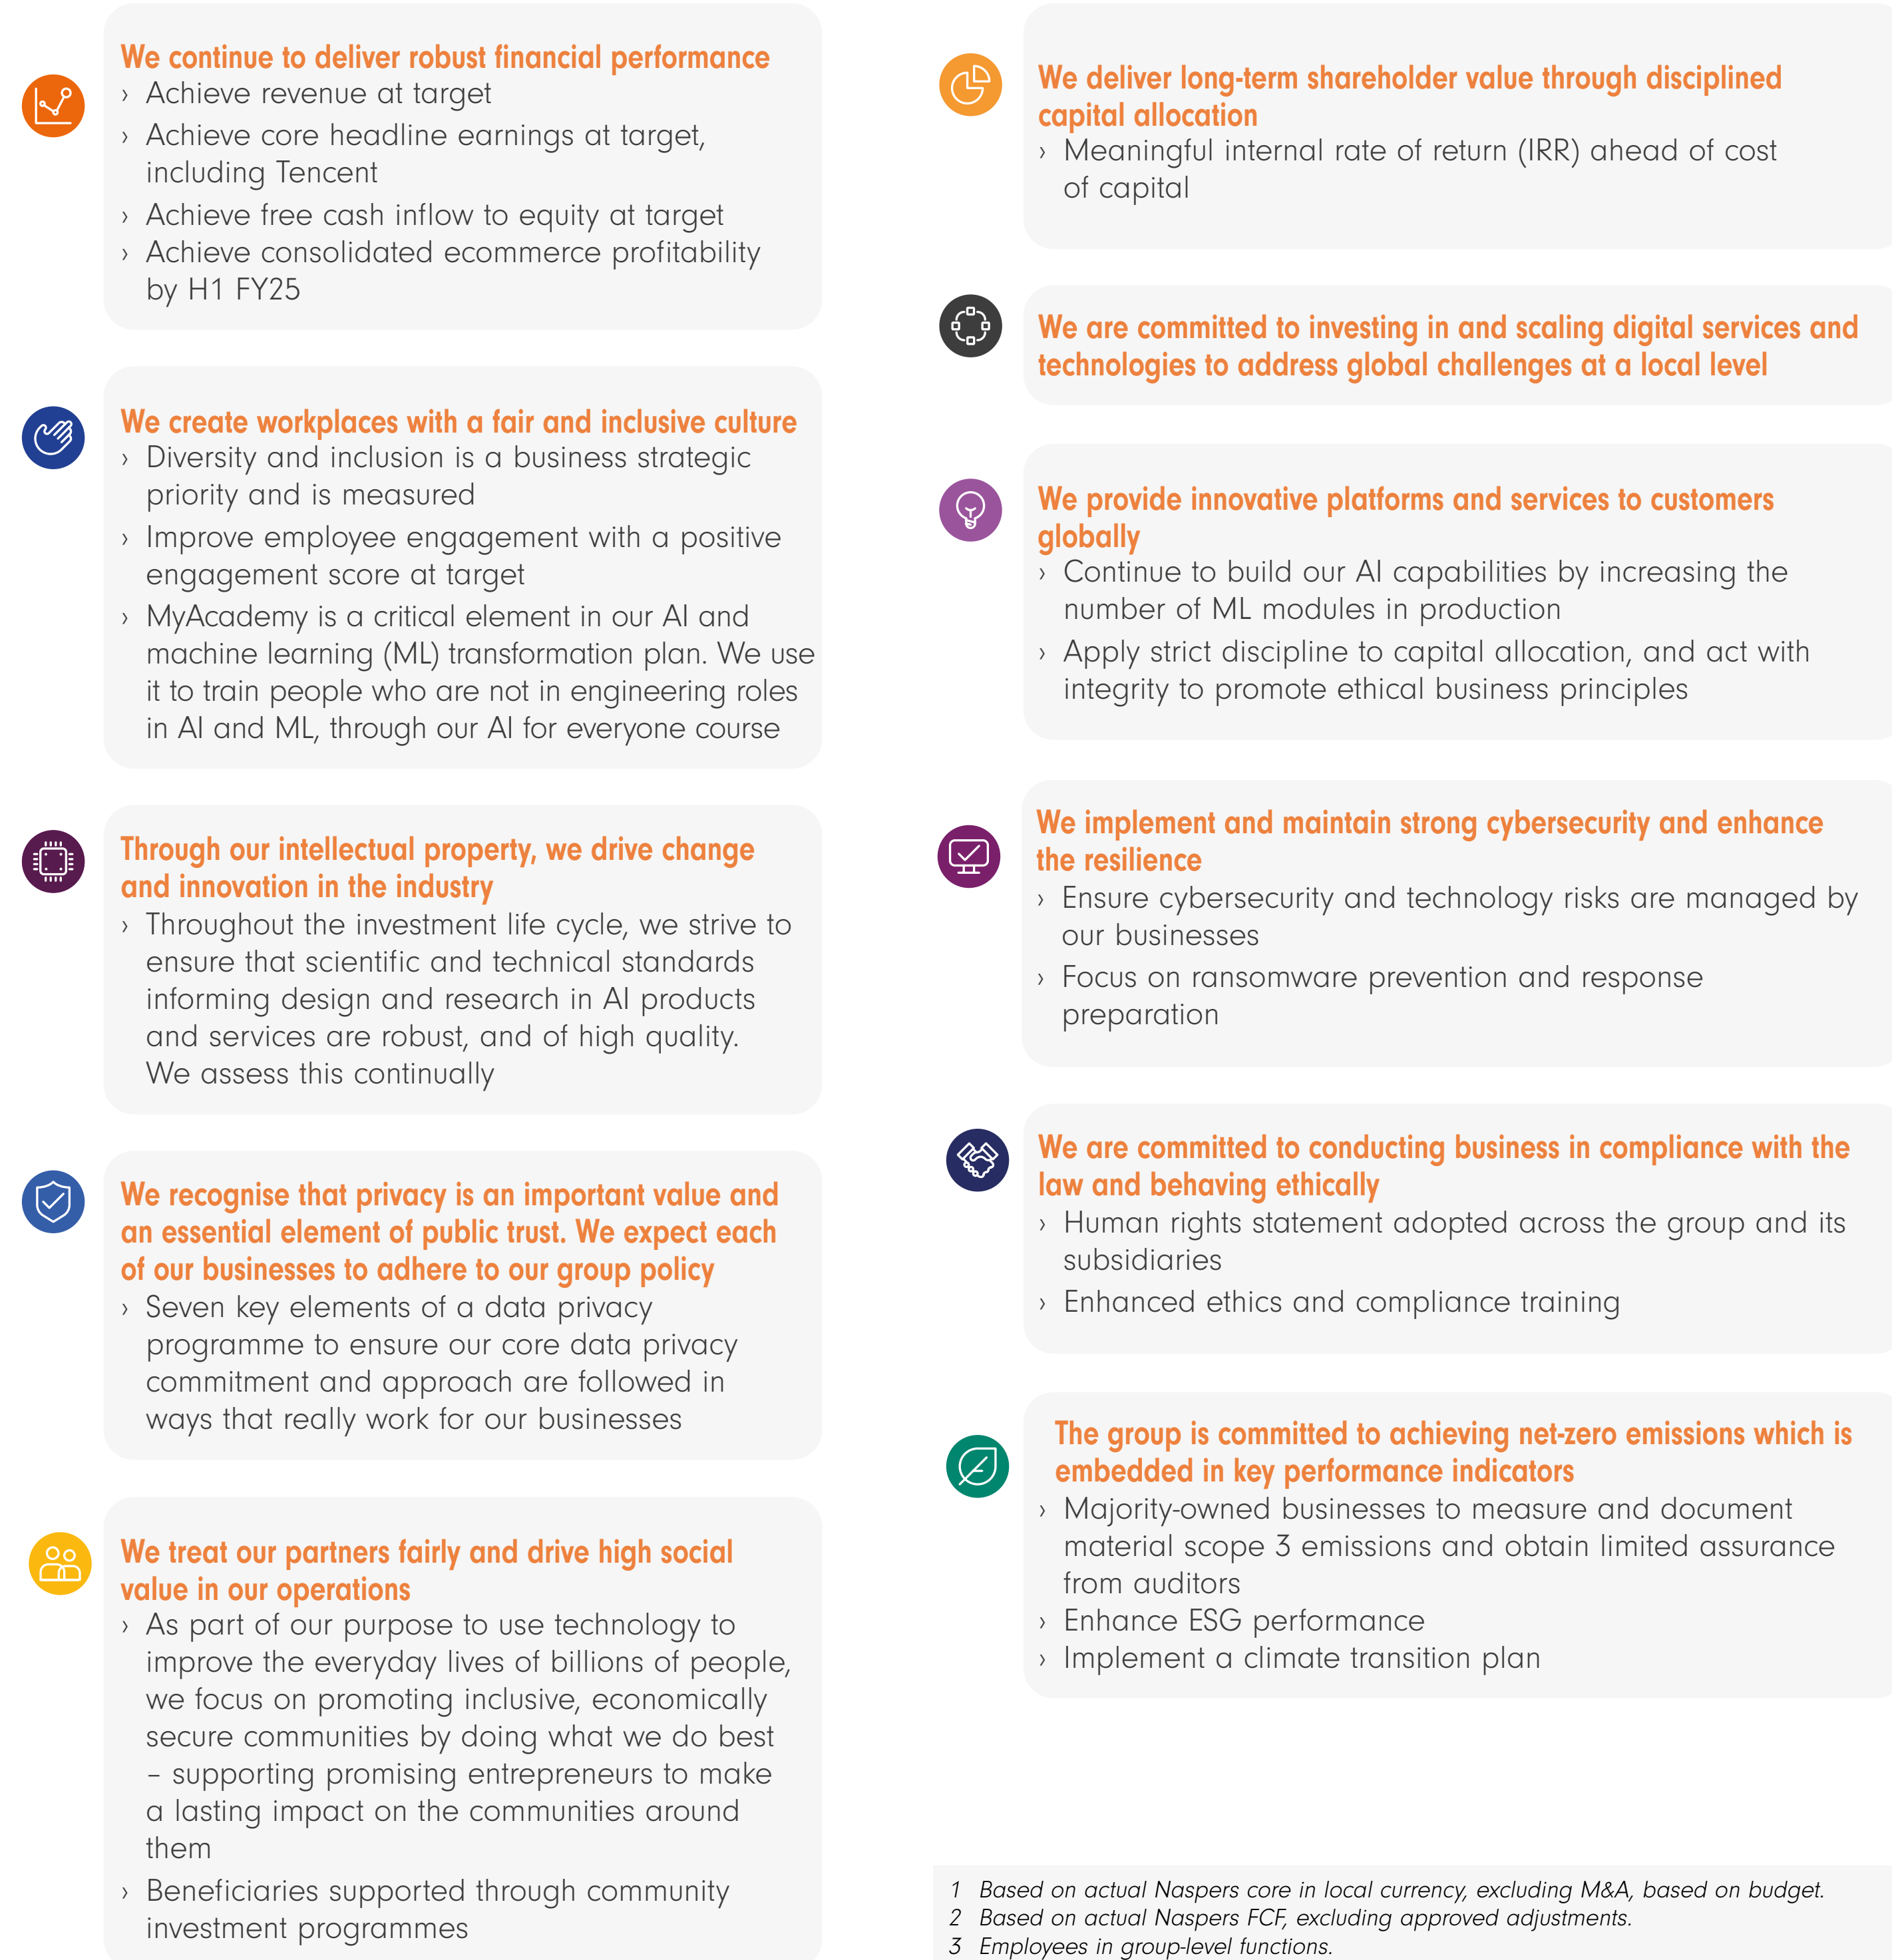 We continue to deliver robust financial performance
› Achieve revenue at target
› Achieve core headline earnings at target,
including Tencent
› Achieve free cash inflow to equity at target
› Achieve consolidated ecommerce profitability
by H1 FY25
We create workplaces with a fair and inclusive culture
› Diversity and inclusion is a business strategic
priority and is measured
› Improve employee engagement with a positive
engagement score at target
› MyAcademy is a critical element in our AI and
machine learning (ML) transformation plan. We use
it to train people who are not in engineering roles
in AI and ML, through our AI for everyone course
Through our intellectual property, we drive change
and innovation in the industry
› Throughout the investment life cycle, we strive to
ensure that scientific and technical standards
informing design and research in AI products
and services are robust, and of high quality.
We assess this continually
We recognise that privacy is an important value and
an essential element of public trust. We expect each
of our businesses to adhere to our group policy
› Seven key elements of a data privacy
programme to ensure our core data privacy
commitment and approach are followed in
ways that really work for our businesses
We treat our partners fairly and drive high social
value in our operations
› As part of our purpose to use technology to
improve the everyday lives of billions of people,
we focus on promoting inclusive, economically
secure communities by doing what we do best
– supporting promising entrepreneurs to make
a lasting impact on the communities around
them
› Beneficiaries supported through community
investment programmes
We deliver long-term shareholder value through disciplined
capital allocation
› Meaningful internal rate of return (IRR) ahead of cost
of capital
We are committed to investing in and scaling digital services and
technologies to address global challenges at a local level
We provide innovative platforms and services to customers
globally
› Continue to build our AI capabilities by increasing the
number of ML modules in production
› Apply strict discipline to capital allocation, and act with
integrity to promote ethical business principles
We implement and maintain strong cybersecurity and enhance
the resilience
› Ensure cybersecurity and technology risks are managed by
our businesses
› Focus on ransomware prevention and response
preparation
We are committed to conducting business in compliance with the
law and behaving ethically
› Human rights statement adopted across the group and its
subsidiaries
› Enhanced ethics and compliance training
The group is committed to achieving net-zero emissions which is
embedded in key performance indicators
› Majority-owned businesses to measure and document
material scope 3 emissions and obtain limited assurance
from auditors
› Enhance ESG performance
› Implement a climate transition plan
1 Based on actual Naspers core in local currency, excluding M&A, based on budget.
2 Based on actual Naspers FCF, excluding approved adjustments.
3 Employees in group-level functions.